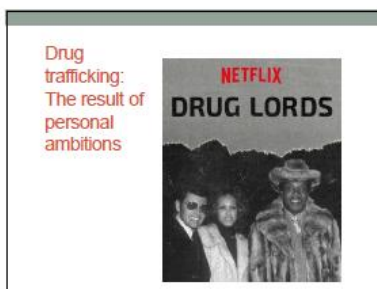 Drug
trafficking:
The result of
personal
ambitions
NETFLIX
DRUG LORDS